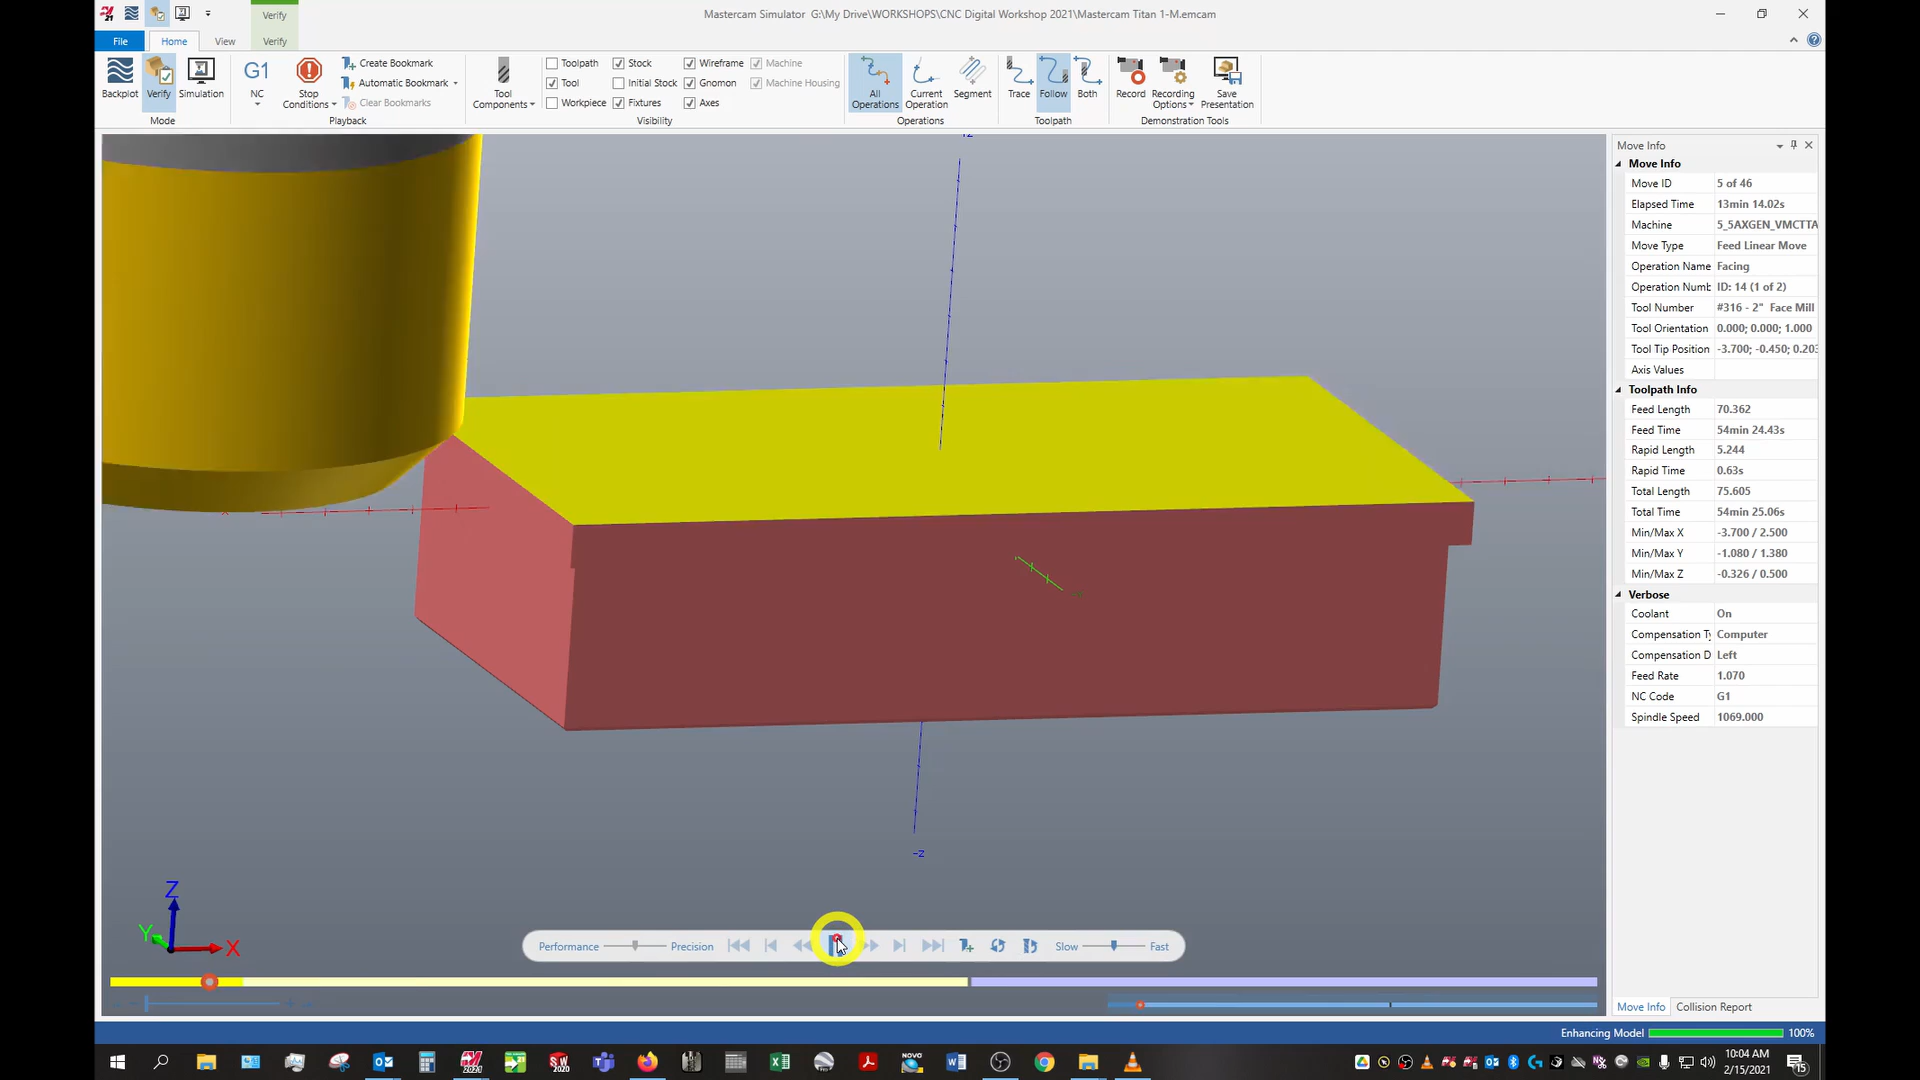 Verify
Mastercam Simulator  G:\My Drive\WORKSHOPS\CNC Digital Workshop 2021\Mastercam Titan 1-M.emcam
File
Home
View
Verify
Backplot
Verify
Simulation
Mode
G1
NC
Stop
Conditions
Create Bookmark
Automatic Bookmark
Clear Bookmarks
Playback
Tool
Components
Toolpath
Tool
Workpiece
Stock
Initial Stock
Fixtures
Wireframe
Gnomon
Axes
Machine
Machine Housing
Visibility
All
Operations
Current
Operation
Segment
Operations
Trace
Follow
Both
Toolpath
Record
Recording
Options
Save
Presentation
Demonstration Tools
Move Info
Move Info
Move ID 5 of 46
Elapsed Time 13min 14.02s
Machine 5_5AXGEN_VMCTTA
Move Type Feed Linear Move
Operation Name Facing
Operation Numb ID: 14 (1 of 2)
Tool Number #316 - 2" Face Mill
Tool Orientation 0.000; 0.000; 1.000
Tool Tip Position -3.700; -0.450; 0.203
Axis Values
Toolpath Info
Feed Length 70.362
Feed Time 54min 24.43s
Rapid Length 5.244
Rapid Time 0.63s
Total Length 75.605
Total Time 54min 25.06s
Min/Max X -3.700 / 2.500
Min/Max Y -1.080 / 1.380
Min/Max Z -0.326 / 0.500
Verbose
Coolant On
Compensation Ty Computer
Compensation D Left
Feed Rate 1.070
NC Code G1
Spindle Speed 1069.000
-Z
Z
Y
X
Performance
Precision
Slow
Fast
Move Info
Collision Report
Enhancing Model
100%
10:04 AM
2/15/2021